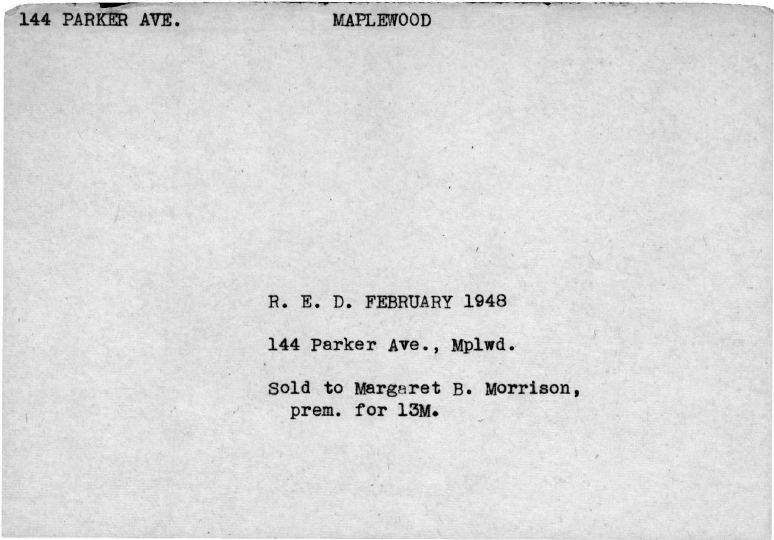 144 PARKER AVE. MAPLEWOOD
R. E. D. FEBRUARY 1948
144 Parker Ave., Mplwd.
Sold to Margaret B. Morrison,
prem. for 13M.